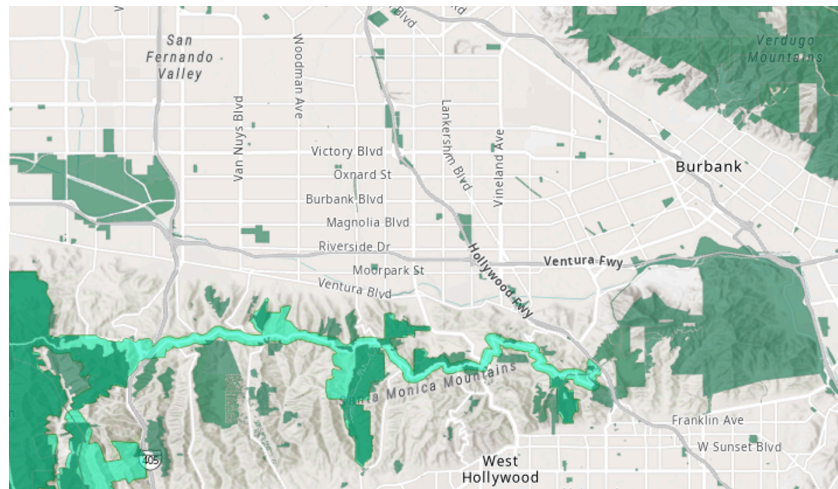 Blvd
San
Fernando
Valley
Woodman Ave
Verdugo
Mountains
Van Nuys Blvd
Lankershim Blvd
Vineland Ave
Victory Blvd
Burbank
Oxnard St
Burbank Blvd
Magnolia Blvd
Riverside Dr
Hollywood Fwy
Ventura Fwy
Moorpark St
Ventura Blvd
Monica Mountains
Franklin Ave
W Sunset Blvd
405
West
Hollywood